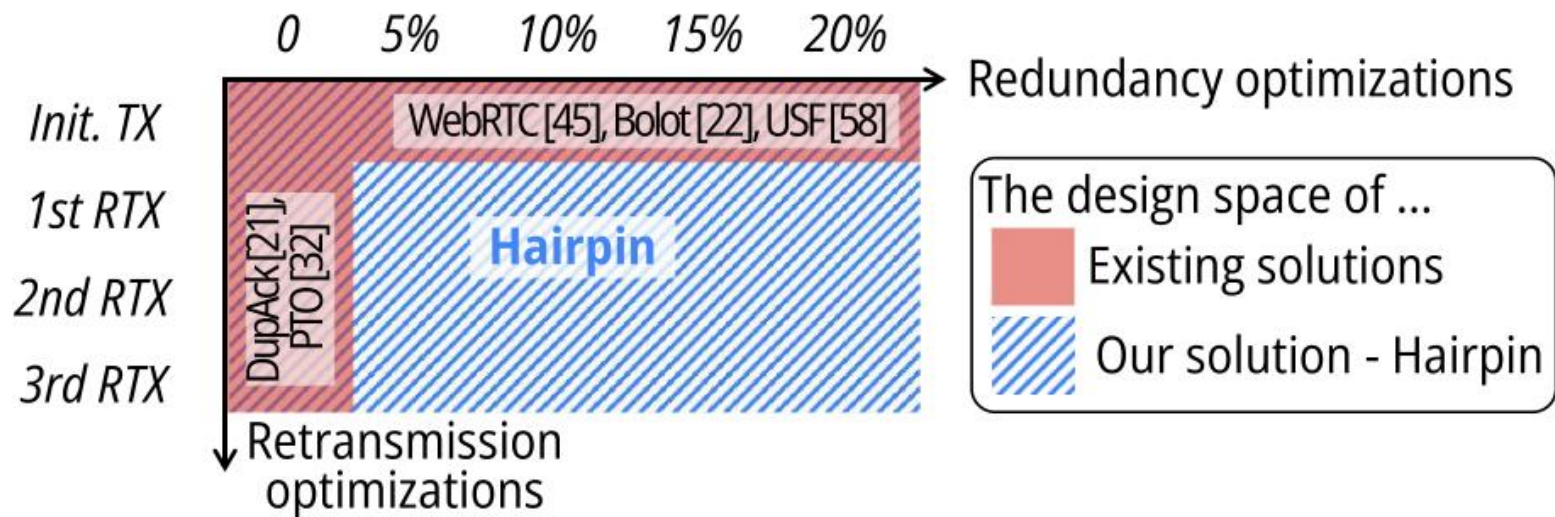 0 5% 10% 15% 20%
Redundancy optimizations
Init. TX
WebRTC [45], Bolot [22], USF [58]
1st RTX
2nd RTX
3rd RTX
DupAck [21],
PTO [32]
Hairpin
Retransmission
optimizations
The design space of ...
Existing solutions
Our solution - Hairpin